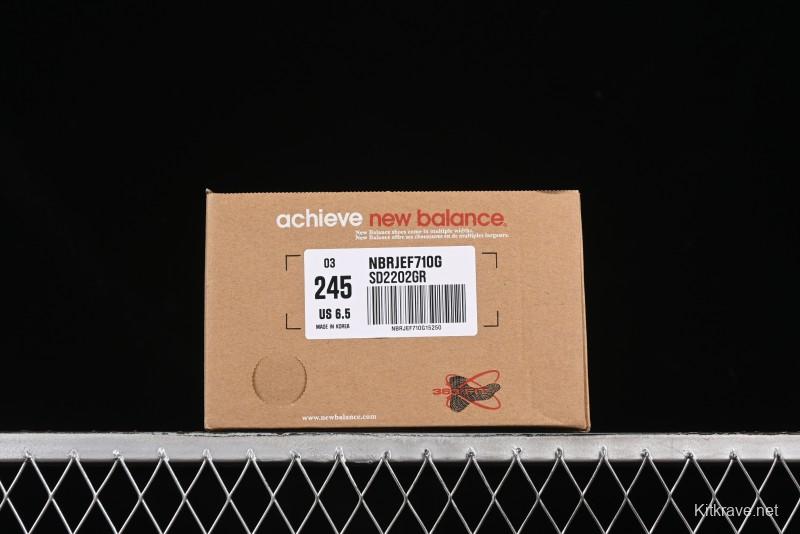 achieve new balance.
New Balance shoes come in multiple widths.
New Balance offre ses chaussures en de multiples largeurs.
03
245
US 6.5
MADE IN KOREA
NBRJEF710G
SD2202GR
NBRJEF710G15250
www.newbalance.com
Kitkrave.net